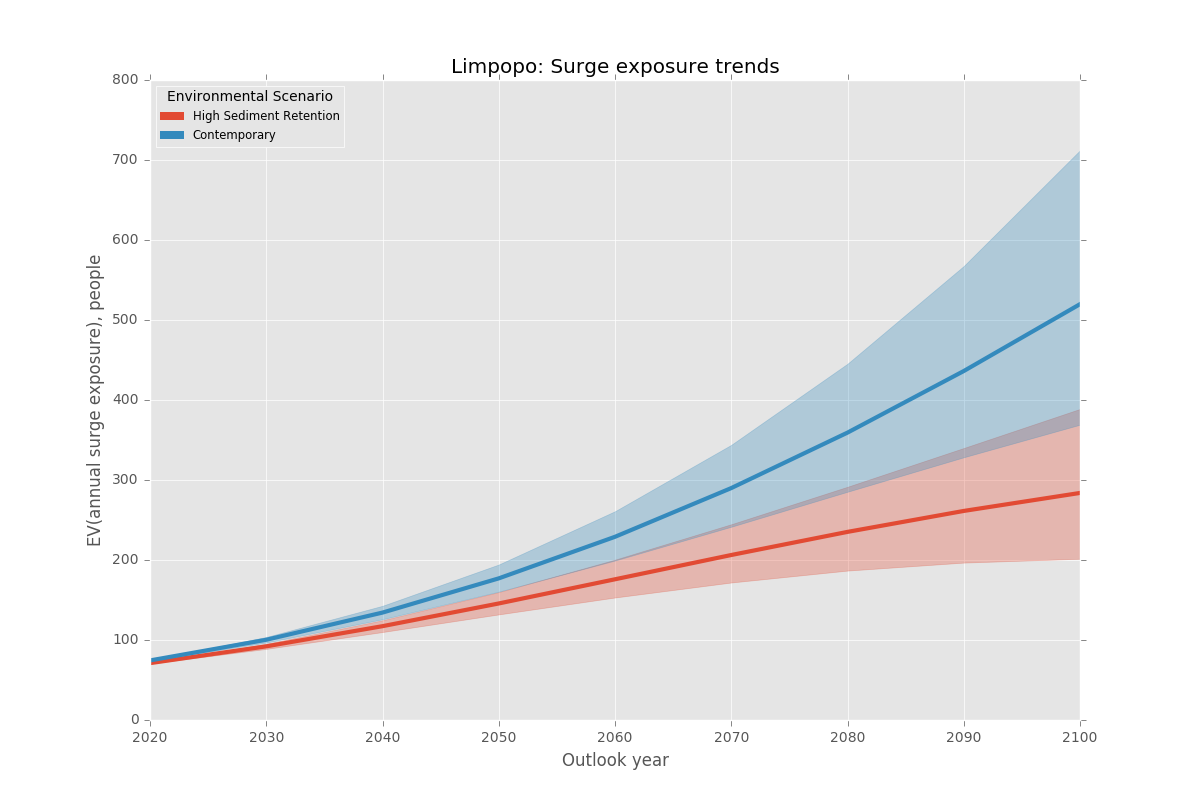 Limpopo: Surge exposure trends
Environmental Scenario
High Sediment Retention
Contemporary
EV(annual surge exposure), people
800
700
600
500
400
300
200
100
0
2020 2030 2040 2050 2060 2070 2080 2090 2100
Outlook year